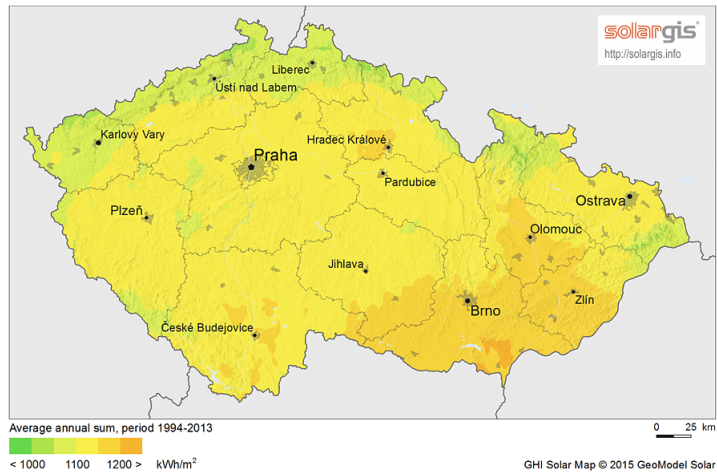 solargis
http://solargis.info
Liberec
Ústí nad Labem
Karlovy Vary
Hradec Králové
Praha
Pardubice
Plzeň
Ostrava
Olomouc
Jihlava
Zlín
Brno
České Budejovice
Average annual sum, period 1994-2013
0 25 km
< 1000 1100 1200 > kWh/m²
GHI Solar Map © 2015 GeoModel Solar